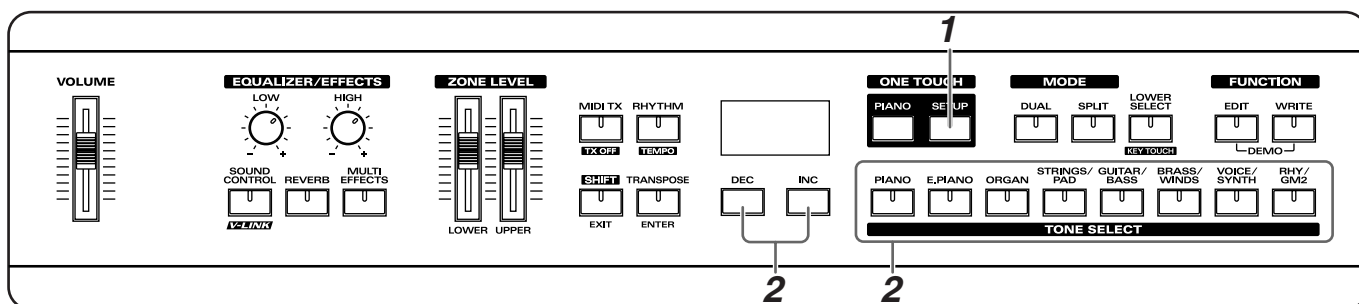 1
VOLUME
EQUALIZER/EFFECTS
LOW
HIGH
- +
- +
SOUND
CONTROL
REVERB
MULTI
EFFECTS
V-LINK
ZONE LEVEL
LOWER UPPER
MIDI TX
RHYTHM
TX OFF
TEMPO
SHIFT
TRANSPOSE
EXIT
ENTER
DEC
INC
2
ONE TOUCH
PIANO
SETUP
MODE
DUAL
SPLIT
LOWER
SELECT
KEY TOUCH
FUNCTION
EDIT
WRITE
DEMO
PIANO
E,PIANO
ORGAN
STRINGS/
PAD
GUITAR/
BASS
BRASS/
WINDS
VOICE/
SYNTH
RHY/
GM2
TONE SELECT
2